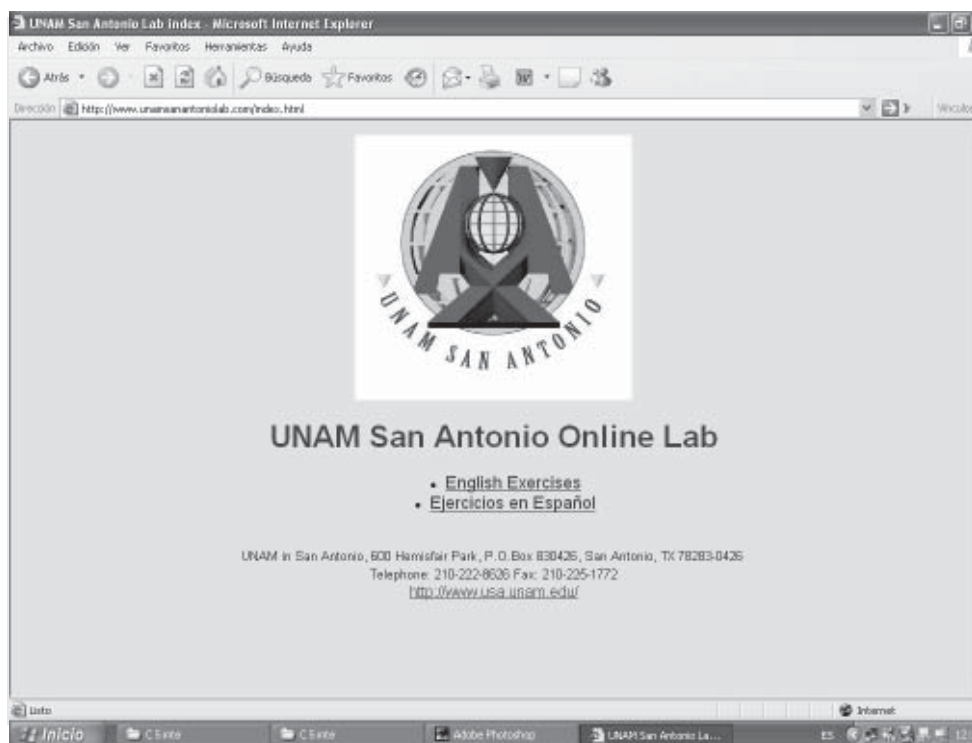 UNAM San Antonio Lab index - Microsoft Internet Explorer
Archivo Edición Ver Favoritos Herramientas Ayuda
Atrás Búsqueda Favoritos
Dirección http://www.unamsanantoniolab.com/index.html Vínculos
UNAM SAN ANTONIO
UNAM San Antonio Online Lab
• English Exercises
• Ejercicios en Español
UNAM in San Antonio, 600 Hemisfair Park, P.O. Box 830426, San Antonio, TX 78283-0426
Telephone: 210-222-8626 Fax: 210-225-1772
http://www.usa.unam.edu/
Listo Internet
Inicio Adobe Photoshop UNAM San Antonio La... ES